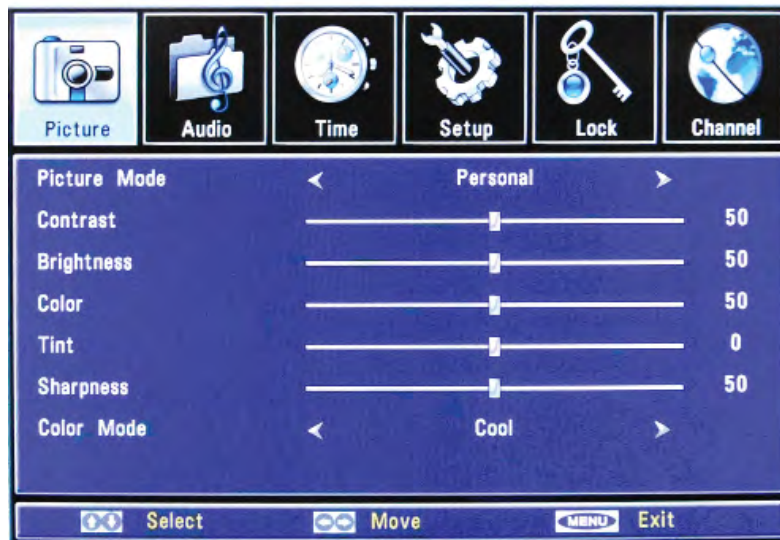 Picture Audio Time Setup Lock Channel
Picture Mode Personal
Contrast 50
Brightness 50
Color 50
Tint 0
Sharpness 50
Color Mode Cool
Select Move MENU Exit